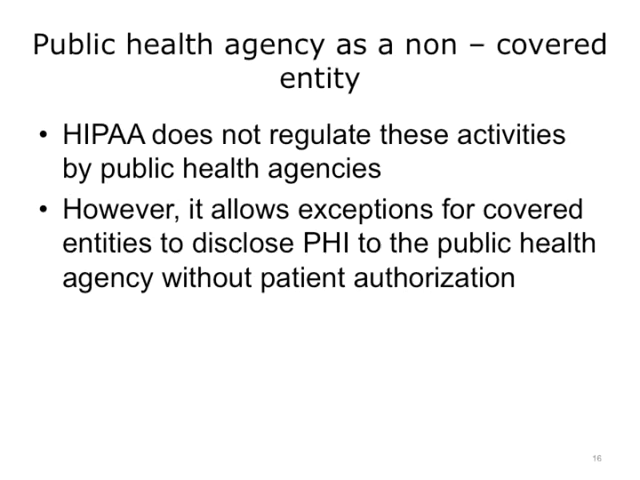 Public health agency as a non – covered
entity
• HIPAA does not regulate these activities
by public health agencies
• However, it allows exceptions for covered
entities to disclose PHI to the public health
agency without patient authorization
16